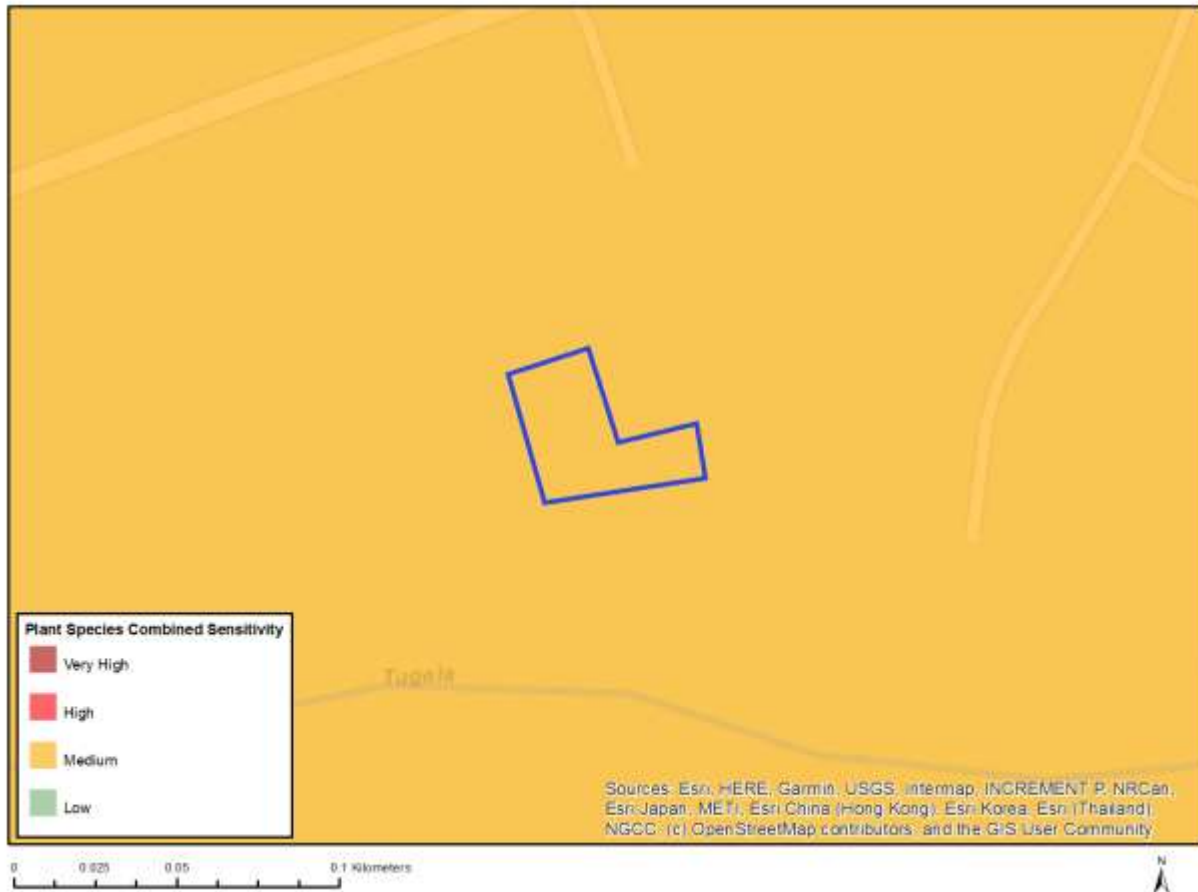 Tugela
Plant Species Combined Sensitivity
Very High
High
Medium
Low
Sources: Esri, HERE, Garmin, USGS, Intermap, INCREMENT P, NRCan,
Esri Japan, METI, Esri China (Hong Kong), Esri Korea, Esri (Thailand),
NGCC, (c) OpenStreetMap contributors, and the GIS User Community
0 0.025 0.05 0.1 Kilometers
N